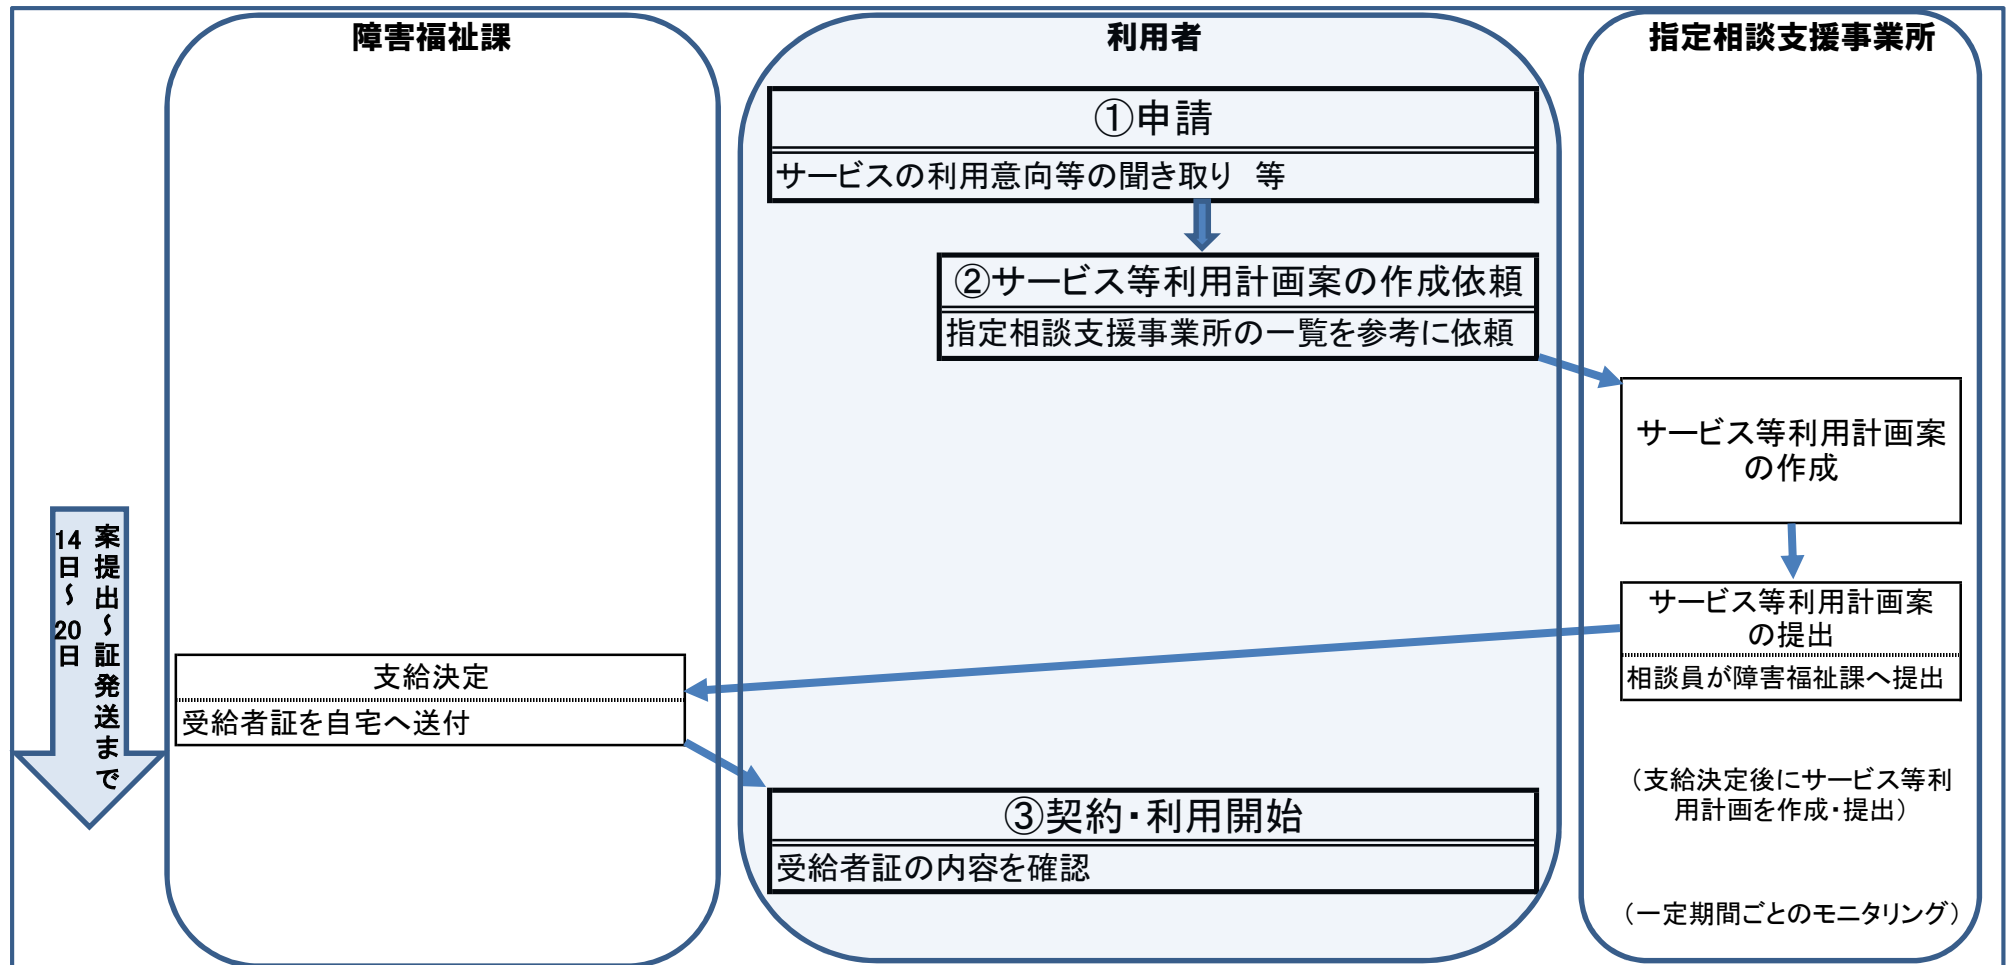 障害福祉課
利用者
指定相談支援事業所
①申請
サービスの利用意向等の聞き取り　等
②サービス等利用計画案の作成依頼
指定相談支援事業所の一覧を参考に依頼
サービス等利用計画案
の作成
案提出～証発送まで
14日～20日
サービス等利用計画案
の提出
相談員が障害福祉課へ提出
支給決定
受給者証を自宅へ送付
（支給決定後にサービス等利
用計画を作成・提出）
③契約・利用開始
受給者証の内容を確認
（一定期間ごとのモニタリング）